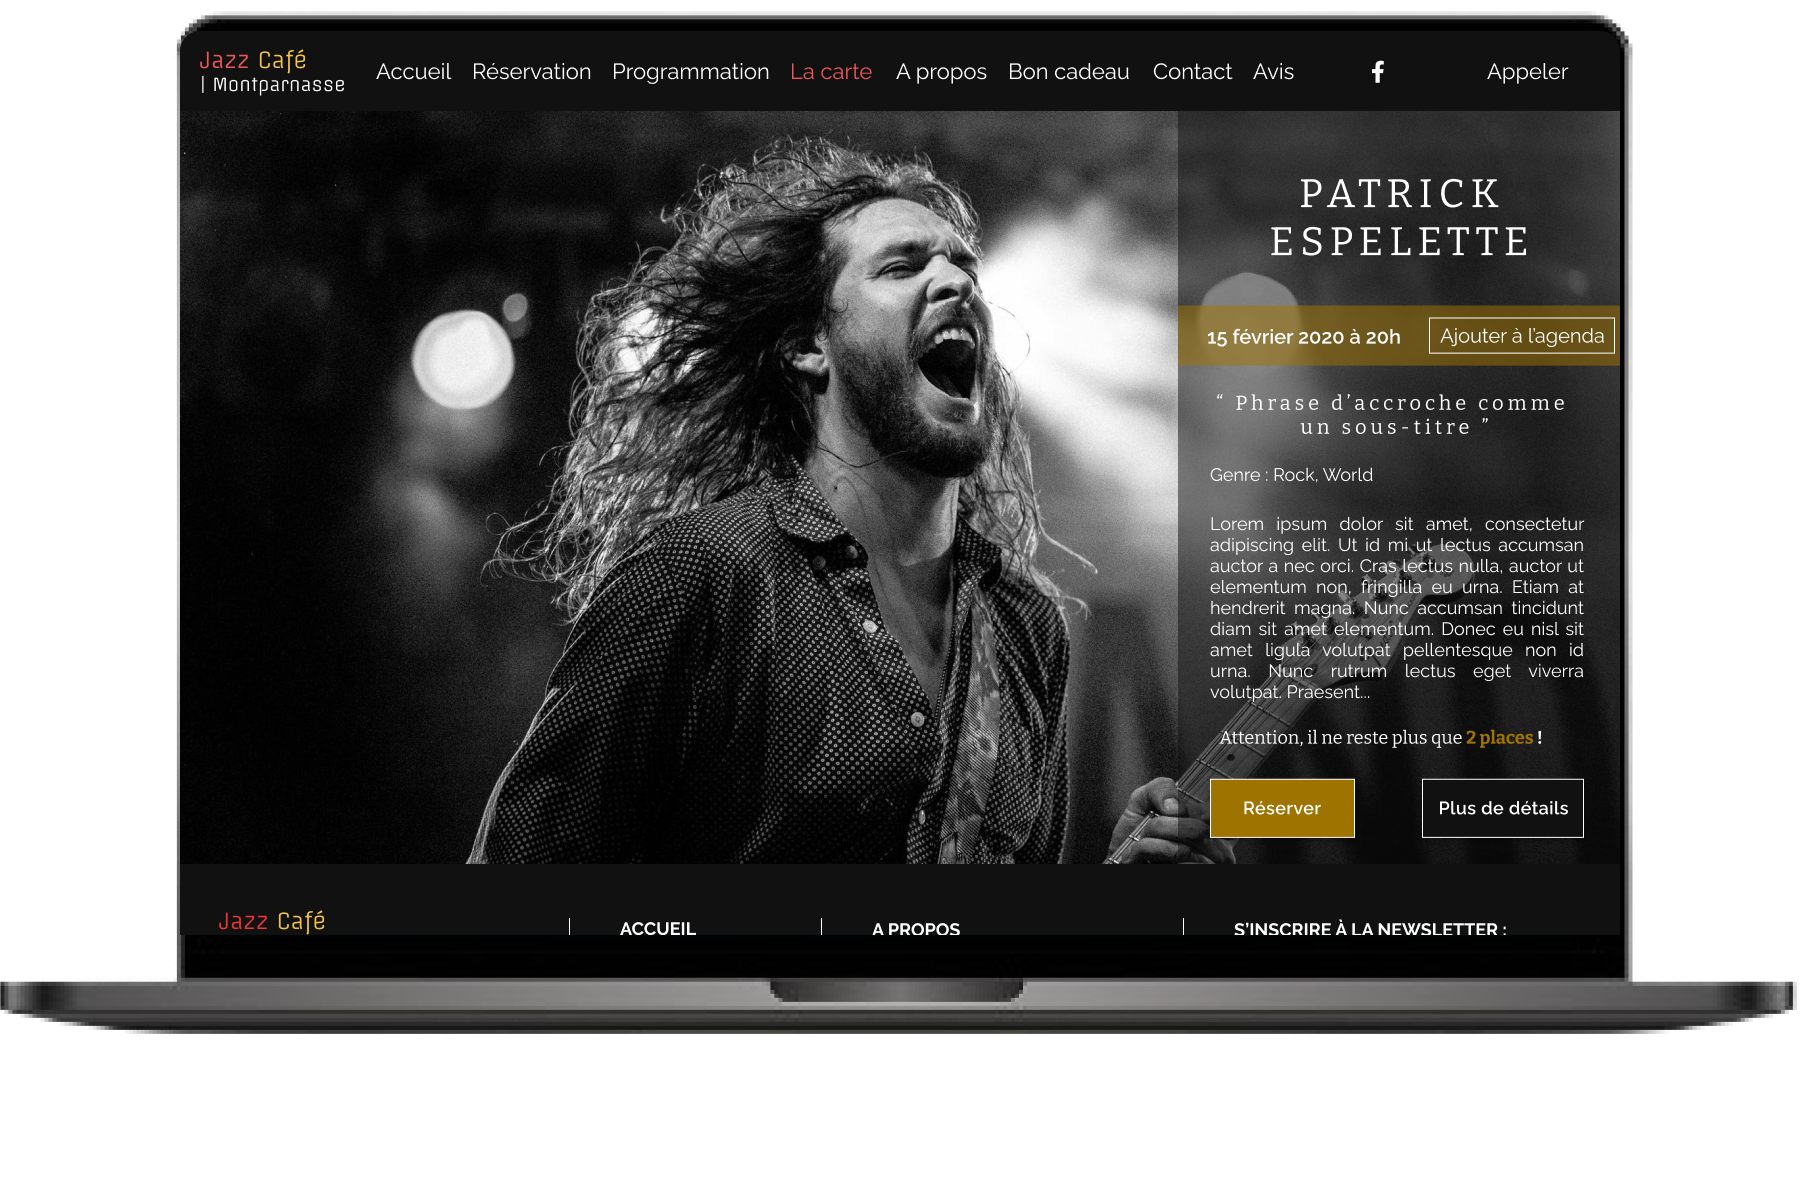 Jazz Café
| Montparnasse
Accueil Réservation Programmation La carte A propos Bon cadeau Contact Avis f Appeler
PATRICK
ESPELETTE
15 février 2020 à 20h Ajouter à l'agenda
“ Phrase d’accroche comme
un sous-titre ”
Genre : Rock, World
Lorem ipsum dolor sit amet, consectetur
adipiscing elit. Ut id mi ut lectus accumsan
auctor a nec orci. Cras lectus nulla, auctor ut
elementum non, fringilla eu urna. Etiam at
hendrerit magna. Nunc accumsan tincidunt
diam sit amet elementum. Donec eu nisl sit
amet ligula volutpat pellentesque non id
urna. Nunc rutrum lectus eget viverra
volutpat. Praesent...
Attention, il ne reste plus que 2 places !
Réserver Plus de détails
Jazz Café ACCUEIL A PROPOS S’INSCRIRE À LA NEWSLETTER :